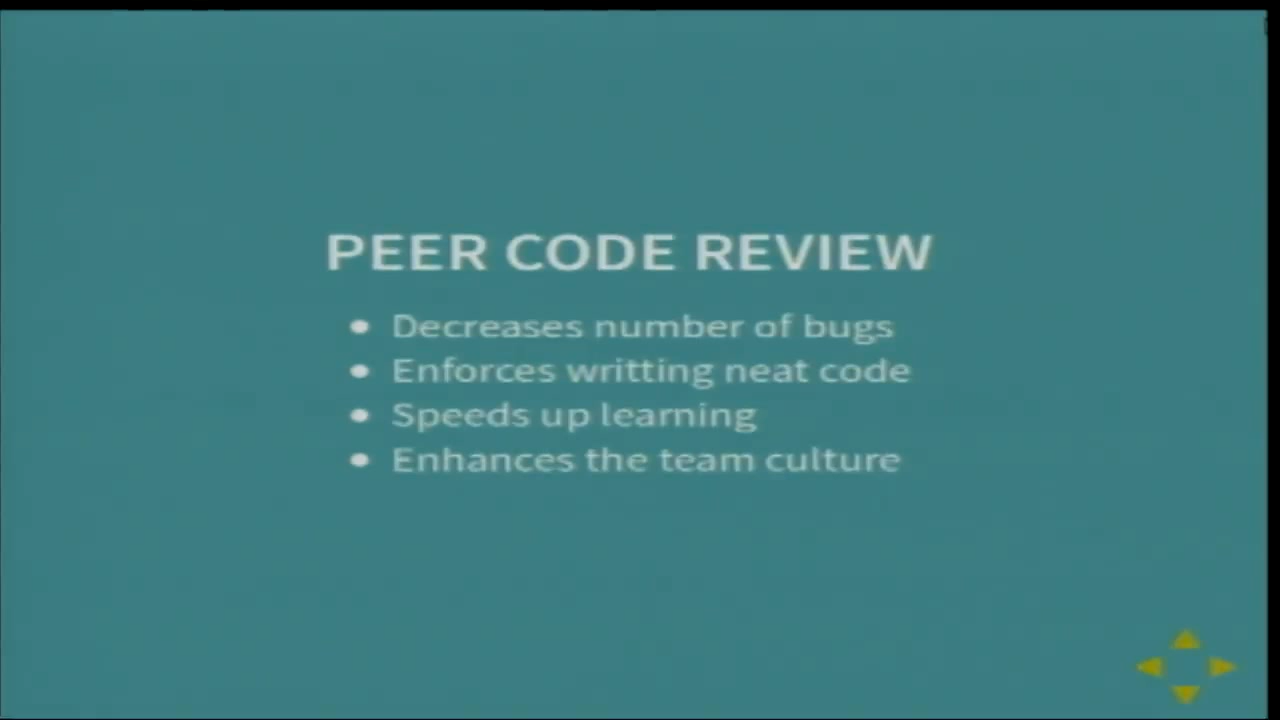 PEER CODE REVIEW
• Decreases number of bugs
• Enforces writting neat code
• Speeds up learning
• Enhances the team culture